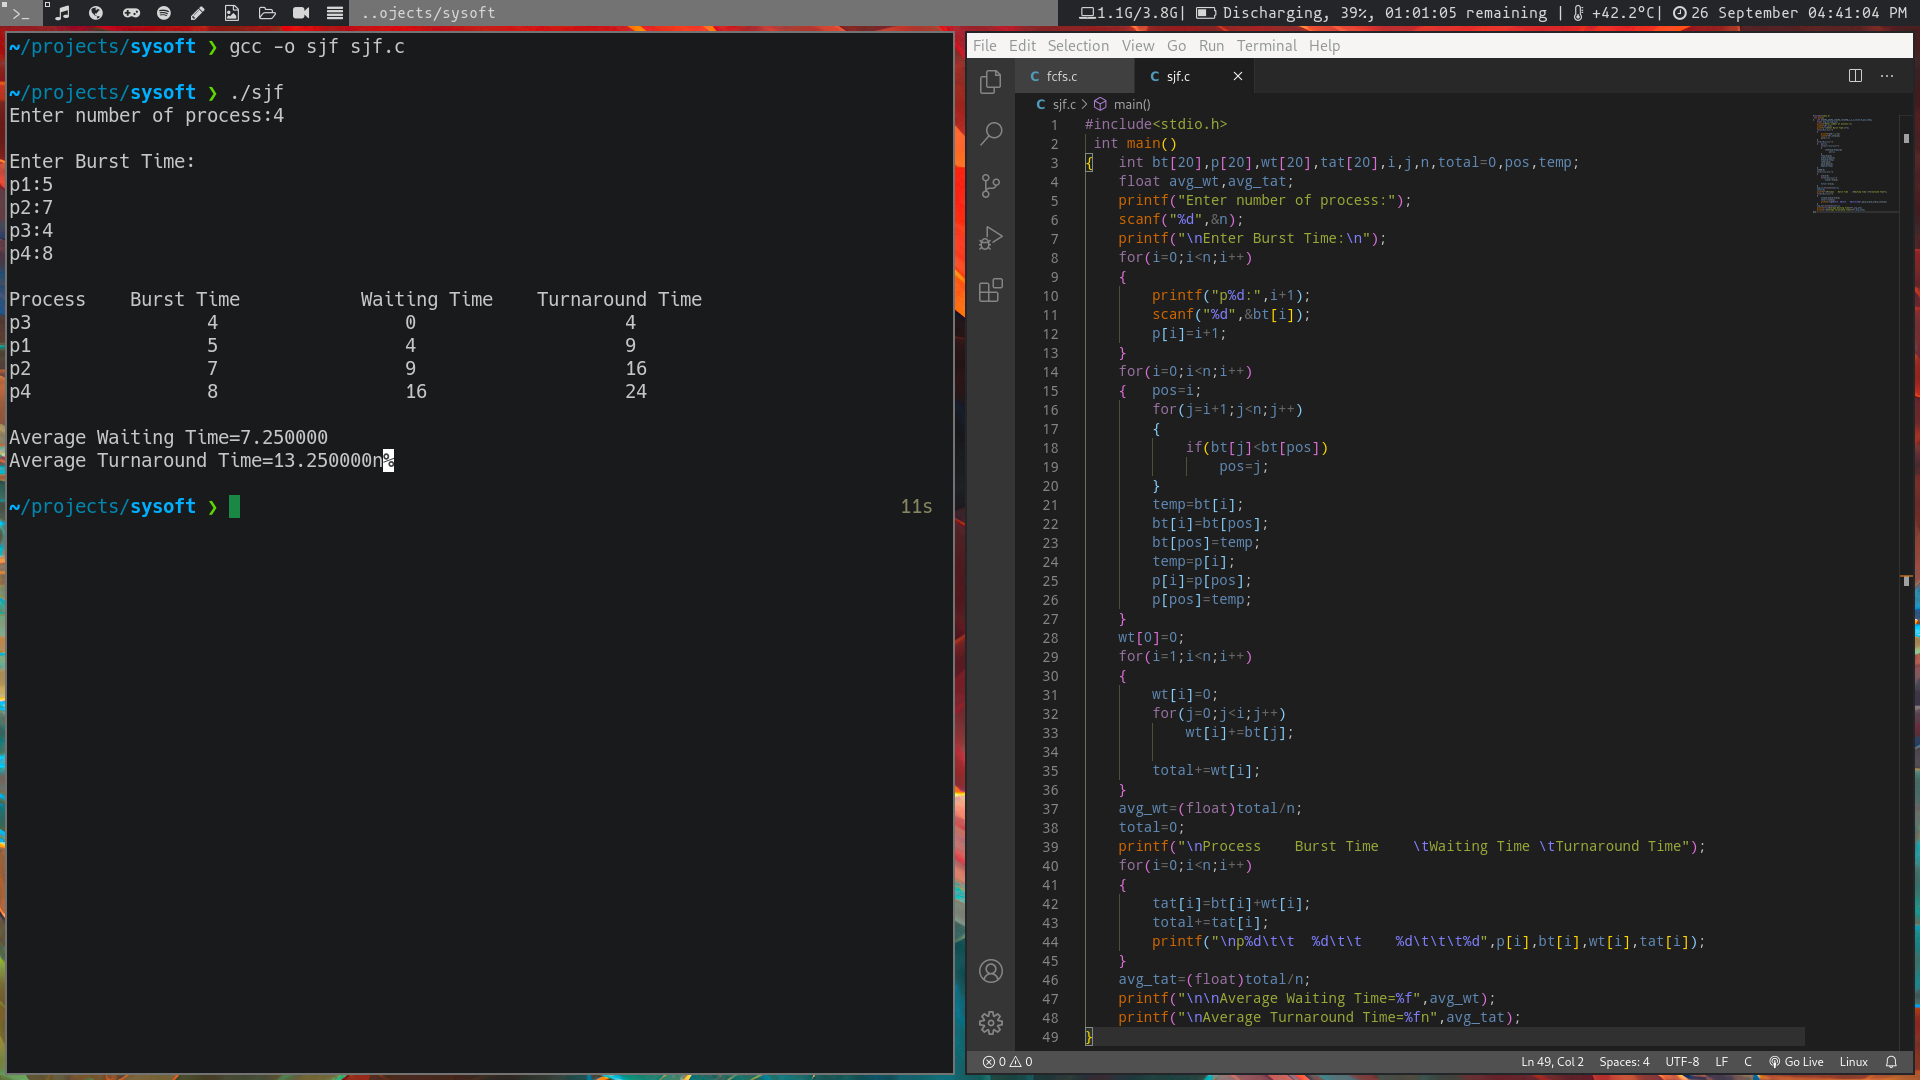 >_ ..ojects/sysoft 1.1G/3.8G| Discharging, 39%, 01:01:05 remaining | +42.2°C| 26 September 04:41:04 PM
~/projects/sysoft ❯ gcc -o sjf sjf.c
~/projects/sysoft ❯ ./sjf
Enter number of process:4
Enter Burst Time:
p1:5
p2:7
p3:4
p4:8
Process Burst Time Waiting Time Turnaround Time
p3 4 0 4
p1 5 4 9
p2 7 9 16
p4 8 16 24
Average Waiting Time=7.250000
Average Turnaround Time=13.250000n%
~/projects/sysoft ❯ 11s
File Edit Selection View Go Run Terminal Help
C fcfs.c C sjf.c ×
C sjf.c > main()
1 #include<stdio.h>
2 int main()
3 { int bt[20],p[20],wt[20],tat[20],i,j,n,total=0,pos,temp;
4 float avg_wt,avg_tat;
5 printf("Enter number of process:");
6 scanf("%d",&n);
7 printf("\nEnter Burst Time:\n");
8 for(i=0;i<n;i++)
9 {
10 printf("p%d:",i+1);
11 scanf("%d",&bt[i]);
12 p[i]=i+1;
13 }
14 for(i=0;i<n;i++)
15 { pos=i;
16 for(j=i+1;j<n;j++)
17 {
18 if(bt[j]<bt[pos])
19 pos=j;
20 }
21 temp=bt[i];
22 bt[i]=bt[pos];
23 bt[pos]=temp;
24 temp=p[i];
25 p[i]=p[pos];
26 p[pos]=temp;
27 }
28 wt[0]=0;
29 for(i=1;i<n;i++)
30 {
31 wt[i]=0;
32 for(j=0;j<i;j++)
33 wt[i]+=bt[j];
34
35 total+=wt[i];
36 }
37 avg_wt=(float)total/n;
38 total=0;
39 printf("\nProcess    Burst Time    \tWaiting Time \tTurnaround Time");
40 for(i=0;i<n;i++)
41 {
42 tat[i]=bt[i]+wt[i];
43 total+=tat[i];
44 printf("\np%d\t\t  %d\t\t    %d\t\t\t%d",p[i],bt[i],wt[i],tat[i]);
45 }
46 avg_tat=(float)total/n;
47 printf("\n\nAverage Waiting Time=%f",avg_wt);
48 printf("\nAverage Turnaround Time=%fn",avg_tat);
49 }
0 0 Ln 49, Col 2 Spaces: 4 UTF-8 LF C Go Live Linux